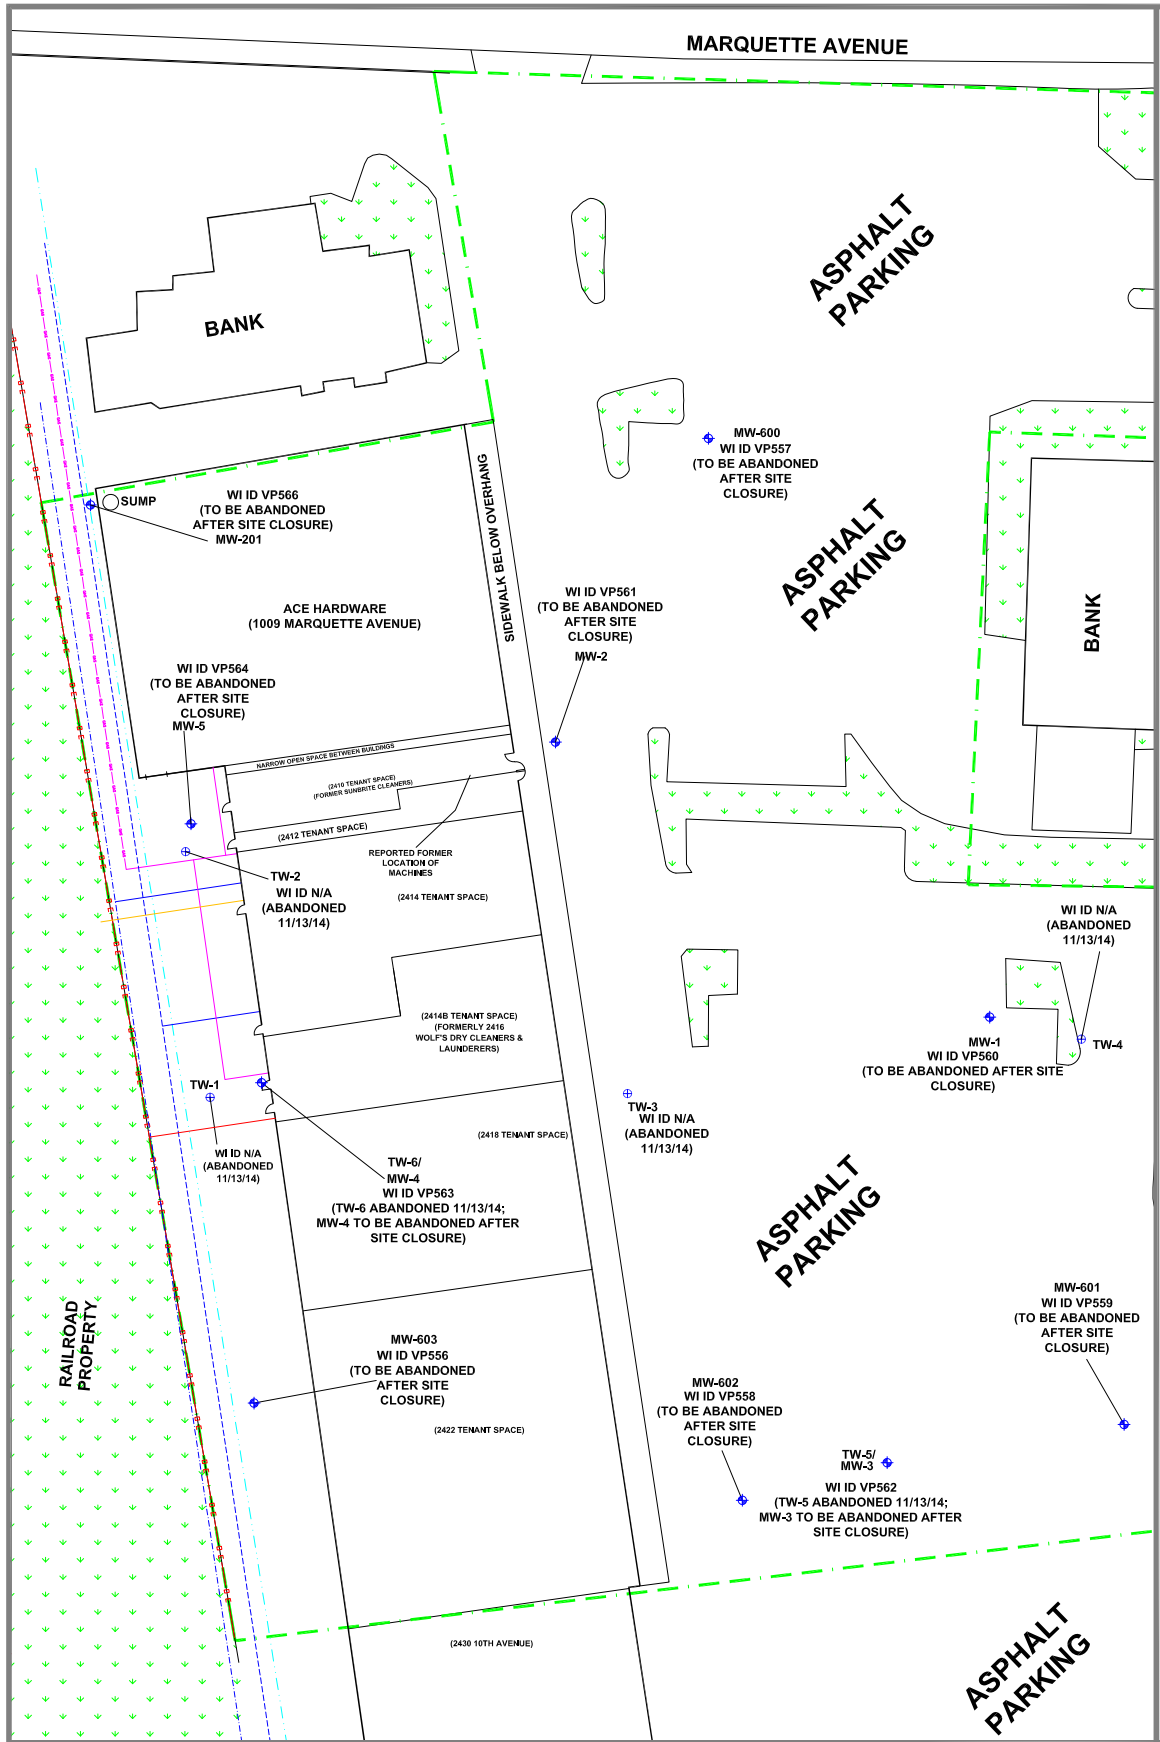 MARQUETTE AVENUE
ASPHALT
PARKING
BANK
MW-600
WI ID VP557
(TO BE ABANDONED
AFTER SITE
CLOSURE)
SUMP
WI ID VP566
(TO BE ABANDONED
AFTER SITE CLOSURE)
MW-201
SIDEWALK BELOW OVERHANG
ASPHALT
PARKING
ACE HARDWARE
(1009 MARQUETTE AVENUE)
WI ID VP561
(TO BE ABANDONED
AFTER SITE
CLOSURE)
MW-2
BANK
WI ID VP564
(TO BE ABANDONED
AFTER SITE
CLOSURE)
MW-5
NARROW OPEN SPACE BETWEEN BUILDINGS
(2410 TENANT SPACE)
(FORMER SUNBRITE CLEANERS)
(2412 TENANT SPACE)
REPORTED FORMER
LOCATION OF
MACHINES
TW-2
WI ID N/A
(ABANDONED
11/13/14)
(2414 TENANT SPACE)
WI ID N/A
(ABANDONED
11/13/14)
TW-4
(2414B TENANT SPACE)
(FORMERLY 2416
WOLF'S DRY CLEANERS &
LAUNDERERS)
MW-1
WI ID VP560
(TO BE ABANDONED AFTER SITE
CLOSURE)
TW-1
WI ID N/A
(ABANDONED
11/13/14)
TW-3
WI ID N/A
(ABANDONED
11/13/14)
(2418 TENANT SPACE)
TW-6/
MW-4
WI ID VP563
(TW-6 ABANDONED 11/13/14;
MW-4 TO BE ABANDONED AFTER
SITE CLOSURE)
ASPHALT
PARKING
RAILROAD
PROPERTY
MW-601
WI ID VP559
(TO BE ABANDONED
AFTER SITE
CLOSURE)
MW-603
WI ID VP556
(TO BE ABANDONED
AFTER SITE
CLOSURE)
MW-602
WI ID VP558
(TO BE ABANDONED
AFTER SITE
CLOSURE)
(2422 TENANT SPACE)
TW-5/
MW-3
WI ID VP562
(TW-5 ABANDONED 11/13/14;
MW-3 TO BE ABANDONED AFTER
SITE CLOSURE)
(2430 10TH AVENUE)
ASPHALT
PARKING